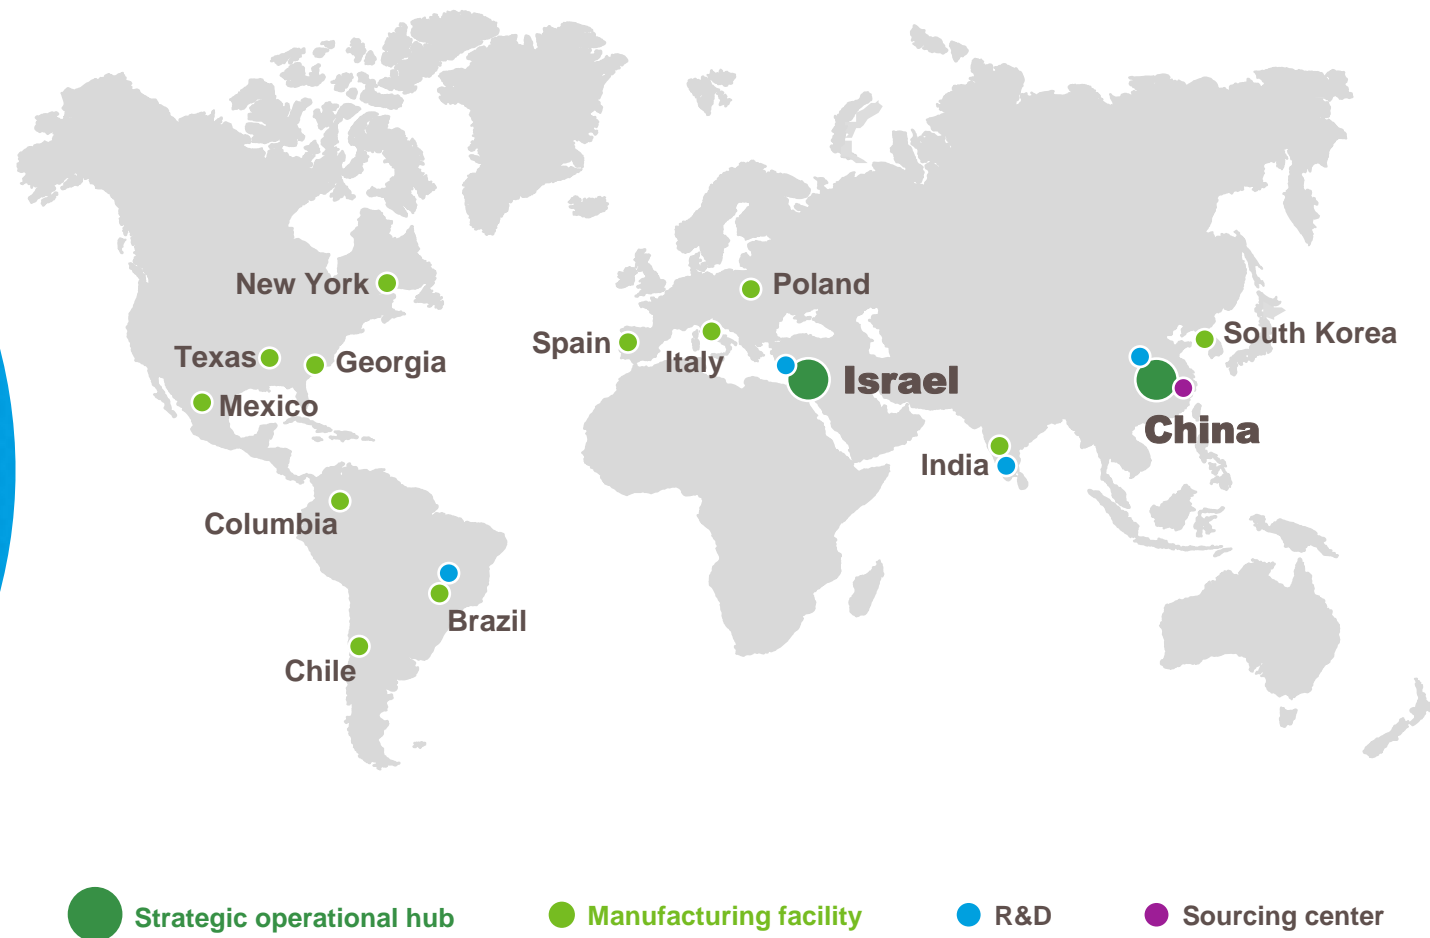 New York
Poland
Spain
South Korea
Texas
Georgia
Italy
Israel
Mexico
China
India
Columbia
Brazil
Chile
Strategic operational hub
Manufacturing facility
R&D
Sourcing center